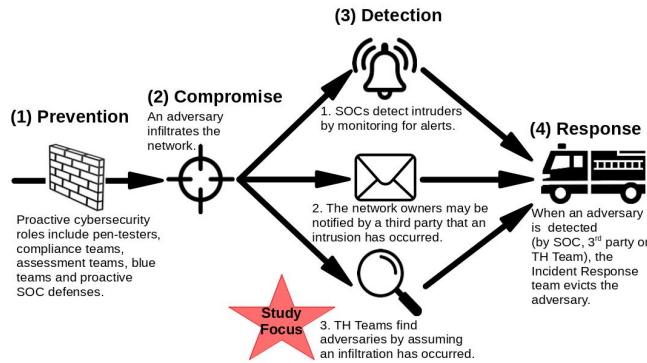 (1) Prevention
Proactive cybersecurity
roles include pen-testers,
compliance teams,
assessment teams, blue
teams and proactive
SOC defenses.
(2) Compromise
An adversary
infiltrates the
network.
(3) Detection
1. SOCs detect intruders
by monitoring for alerts.
2. The network owners may be
notified by a third party that an
intrusion has occurred.
Study
Focus
3. TH Teams find
adversaries by assuming
an infiltration has occurred.
(4) Response
When an adversary
is detected
(by SOC, 3rd party or
TH Team), the
Incident Response
team evicts the
adversary.